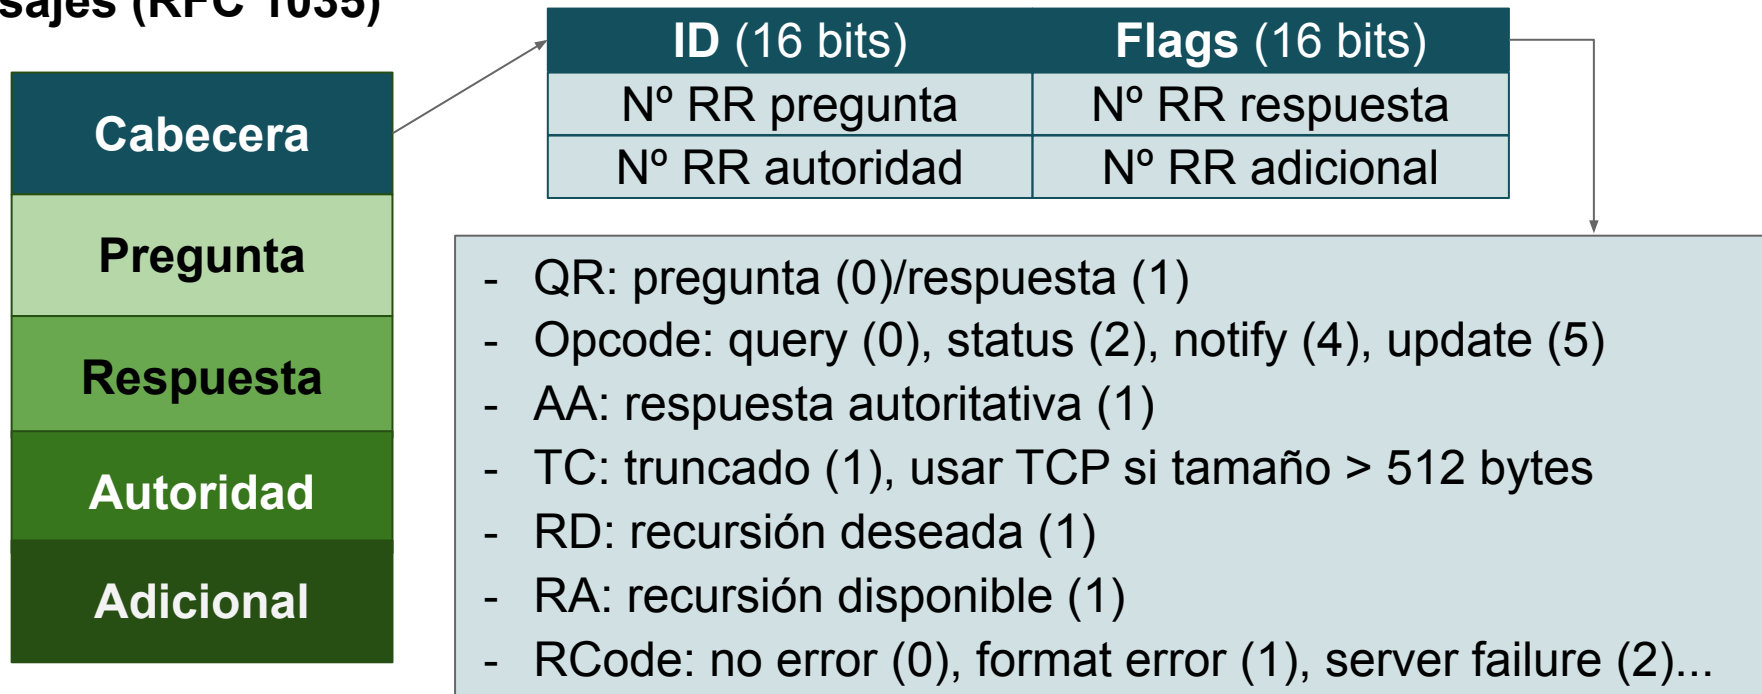 sajes (RFC 1035)
Cabecera
Pregunta
Respuesta
Autoridad
Adicional
ID (16 bits) Flags (16 bits)
Nº RR pregunta Nº RR respuesta
Nº RR autoridad Nº RR adicional
- QR: pregunta (0)/respuesta (1)
- Opcode: query (0), status (2), notify (4), update (5)
- AA: respuesta autoritativa (1)
- TC: truncado (1), usar TCP si tamaño > 512 bytes
- RD: recursión deseada (1)
- RA: recursión disponible (1)
- RCode: no error (0), format error (1), server failure (2)...